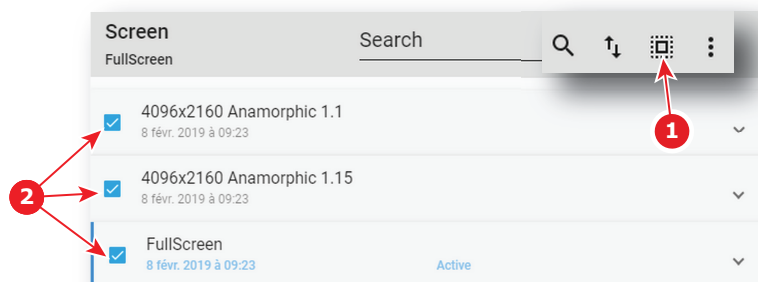 Screen
FullScreen
Search
1
4096x2160 Anamorphic 1.1
8 févr. 2019 à 09:23
2
4096x2160 Anamorphic 1.15
8 févr. 2019 à 09:23
FullScreen
8 févr. 2019 à 09:23 Active